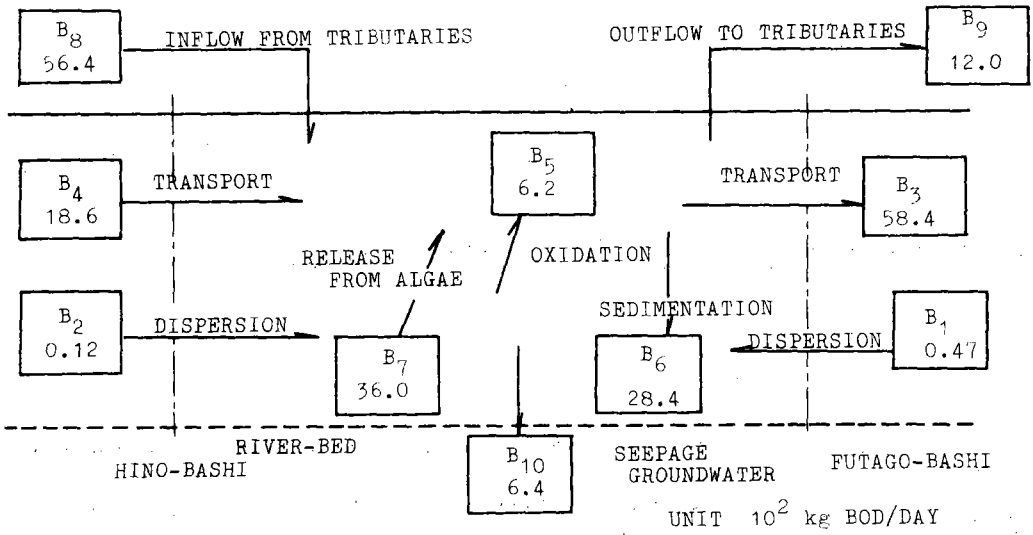 B8
56.4
INFLOW FROM TRIBUTARIES
OUTFLOW TO TRIBUTARIES
B9
12.0
B4
18.6
TRANSPORT
B5
6.2
TRANSPORT
B3
58.4
RELEASE
FROM ALGAE
OXIDATION
SEDIMENTATION
B2
0.12
DISPERSION
B7
36.0
B6
28.4
DISPERSION
B1
0.47
RIVER-BED
HINO-BASHI
B10
6.4
SEEPAGE
GROUNDWATER
FUTAGO-BASHI
UNIT 10² kg BOD/DAY